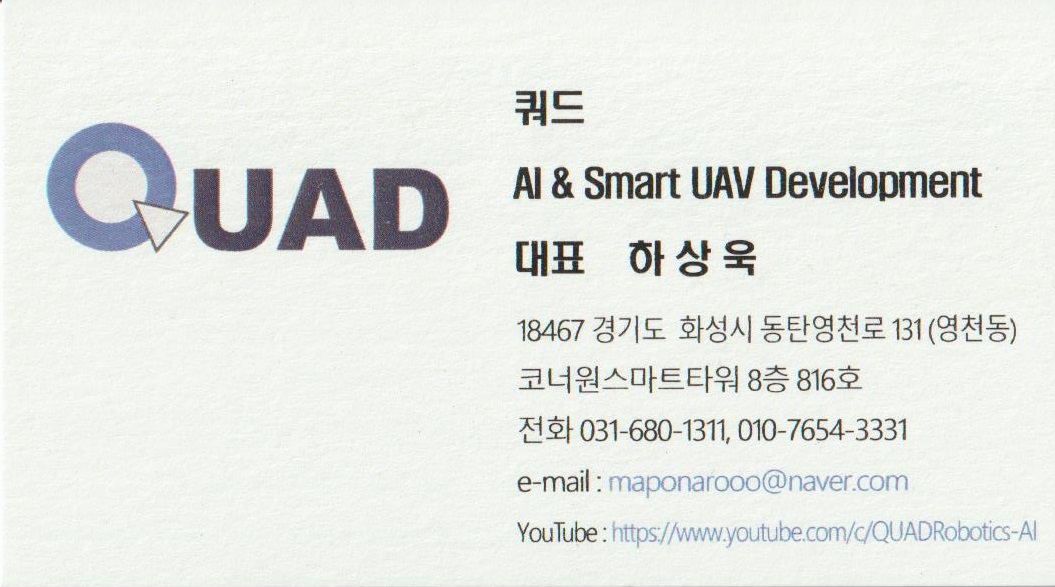 QUAD
쿼드
AI & Smart UAV Development
대표 하 상 욱
18467 경기도 화성시 동탄영천로 131 (영천동)
코너원스마트타워 8층 816호
전화 031-680-1311, 010-7654-3331
e-mail : maponarooo@naver.com
YouTube : https://www.youtube.com/c/QUADRobotics-AI